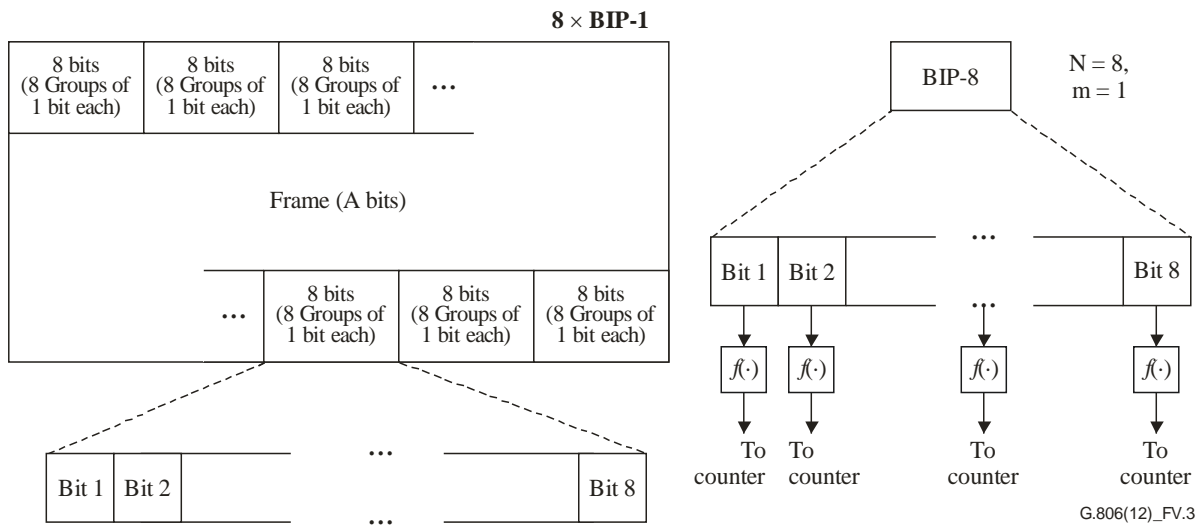 8 × BIP-1
8 bits
(8 Groups of
1 bit each)
8 bits
(8 Groups of
1 bit each)
8 bits
(8 Groups of
1 bit each)
...
Frame (A bits)
...
8 bits
(8 Groups of
1 bit each)
8 bits
(8 Groups of
1 bit each)
8 bits
(8 Groups of
1 bit each)
Bit 1
Bit 2
...
...
Bit 8
BIP-8
N = 8,
m = 1
Bit 1
Bit 2
...
...
Bit 8
f(·)
f(·)
f(·)
f(·)
To
counter
To
counter
To
counter
To
counter
G.806(12)_FV.3